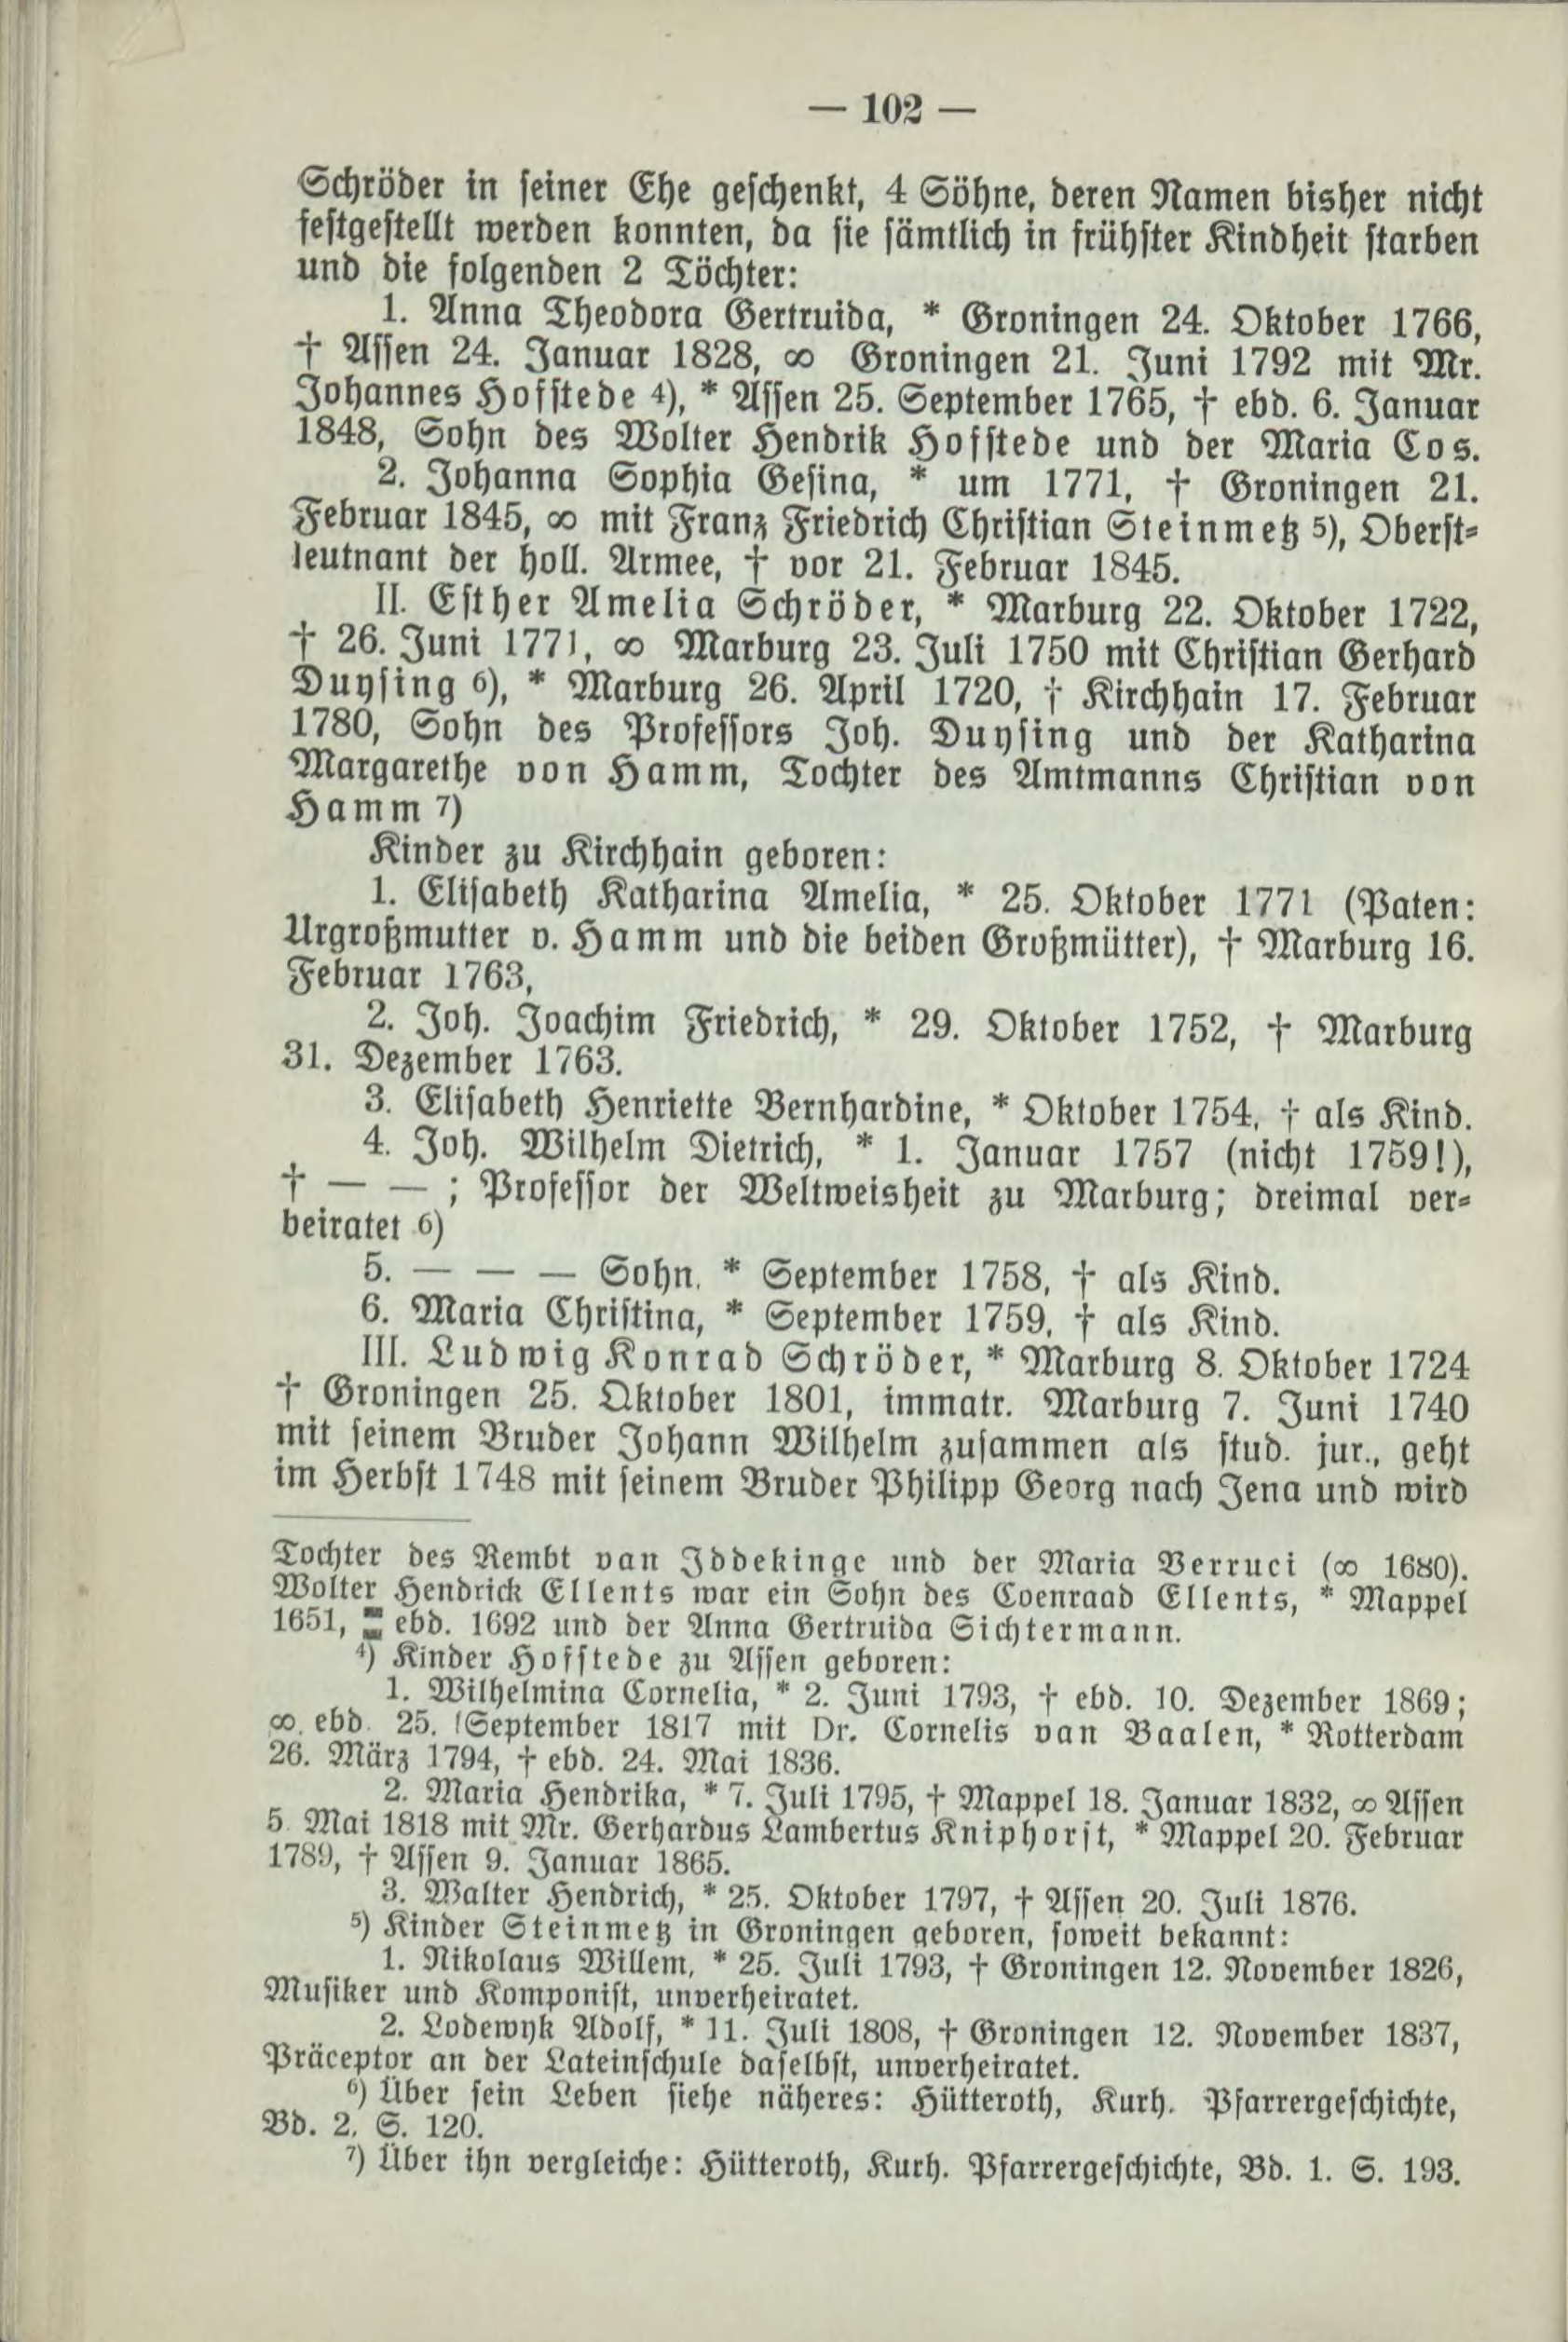 — 102 —
Schröder in seiner Ehe geschenkt, 4 Söhne, deren Namen bisher nicht
festgestellt werden konnten, da sie sämtlich in frühster Kindheit starben
und die folgenden 2 Töchter:
1. Anna Theodora Gertruida, * Groningen 24. Oktober 1766,
† Assen 24. Januar 1828, ∞ Groningen 21. Juni 1792 mit Mr.
Johannes Hofstede 4), * Assen 25. September 1765, † ebd. 6. Januar
1848, Sohn des Wolter Hendrik Hofstede und der Maria Cos.
2. Johanna Sophia Gesina, * um 1771, † Groningen 21.
Februar 1845, ∞ mit Franz Friedrich Christian Steinmetz 5), Oberst-
leutnant der holl. Armee, † vor 21. Februar 1845.
II. Esther Amelia Schröder, * Marburg 22. Oktober 1722,
† 26. Juni 1771, ∞ Marburg 23. Juli 1750 mit Christian Gerhard
Duysing 6), * Marburg 26. April 1720, † Kirchhain 17. Februar
1780, Sohn des Professors Joh. Duysing und der Katharina
Margarethe von Hamm, Tochter des Amtmanns Christian von
Hamm 7)
Kinder zu Kirchhain geboren:
1. Elisabeth Katharina Amelia, * 25. Oktober 1771 (Paten:
Urgroßmutter v. Hamm und die beiden Großmütter), † Marburg 16.
Februar 1763,
2. Joh. Joachim Friedrich, * 29. Oktober 1752, † Marburg
31. Dezember 1763.
3. Elisabeth Henriette Bernhardine, * Oktober 1754, † als Kind.
4. Joh. Wilhelm Dietrich, * 1. Januar 1757 (nicht 1759!),
† — — ; Professor der Weltweisheit zu Marburg; dreimal ver-
beiratet 6)
5. — — — Sohn, * September 1758, † als Kind.
6. Maria Christina, * September 1759, † als Kind.
III. Ludwig Konrad Schröder, * Marburg 8. Oktober 1724
† Groningen 25. Oktober 1801, immatr. Marburg 7. Juni 1740
mit seinem Bruder Johann Wilhelm zusammen als stud. jur., geht
im Herbst 1748 mit seinem Bruder Philipp Georg nach Jena und wird
Tochter des Rembt van Iddekinge und der Maria Verruci (∞ 1680).
Wolter Hendrick Ellents war ein Sohn des Coenraad Ellents, * Mappel
1651, ebd. 1692 und der Anna Gertruida Sichtermann.
4) Kinder Hofstede zu Assen geboren:
1. Wilhelmina Cornelia, * 2. Juni 1793, † ebd. 10. Dezember 1869;
∞. ebd. 25. September 1817 mit Dr. Cornelis van Baalen, * Rotterdam
26. März 1794, † ebd. 24. Mai 1836.
2. Maria Hendrika, * 7. Juli 1795, † Mappel 18. Januar 1832, ∞ Assen
5. Mai 1818 mit Mr. Gerhardus Lambertus Kniphorst, * Mappel 20. Februar
1789, † Assen 9. Januar 1865.
3. Walter Hendrich, * 25. Oktober 1797, † Assen 20. Juli 1876.
5) Kinder Steinmetz in Groningen geboren, soweit bekannt:
1. Nikolaus Willem, * 25. Juli 1793, † Groningen 12. November 1826,
Musiker und Komponist, unverheiratet.
2. Lodewyk Adolf, * 11. Juli 1808, † Groningen 12. November 1837,
Präceptor an der Lateinschule daselbst, unverheiratet.
6) Über sein Leben siehe näheres: Hütteroth, Kurh. Pfarrergeschichte,
Bd. 2. S. 120.
7) Über ihn vergleiche: Hütteroth, Kurh. Pfarrergeschichte, Bd. 1. S. 193.